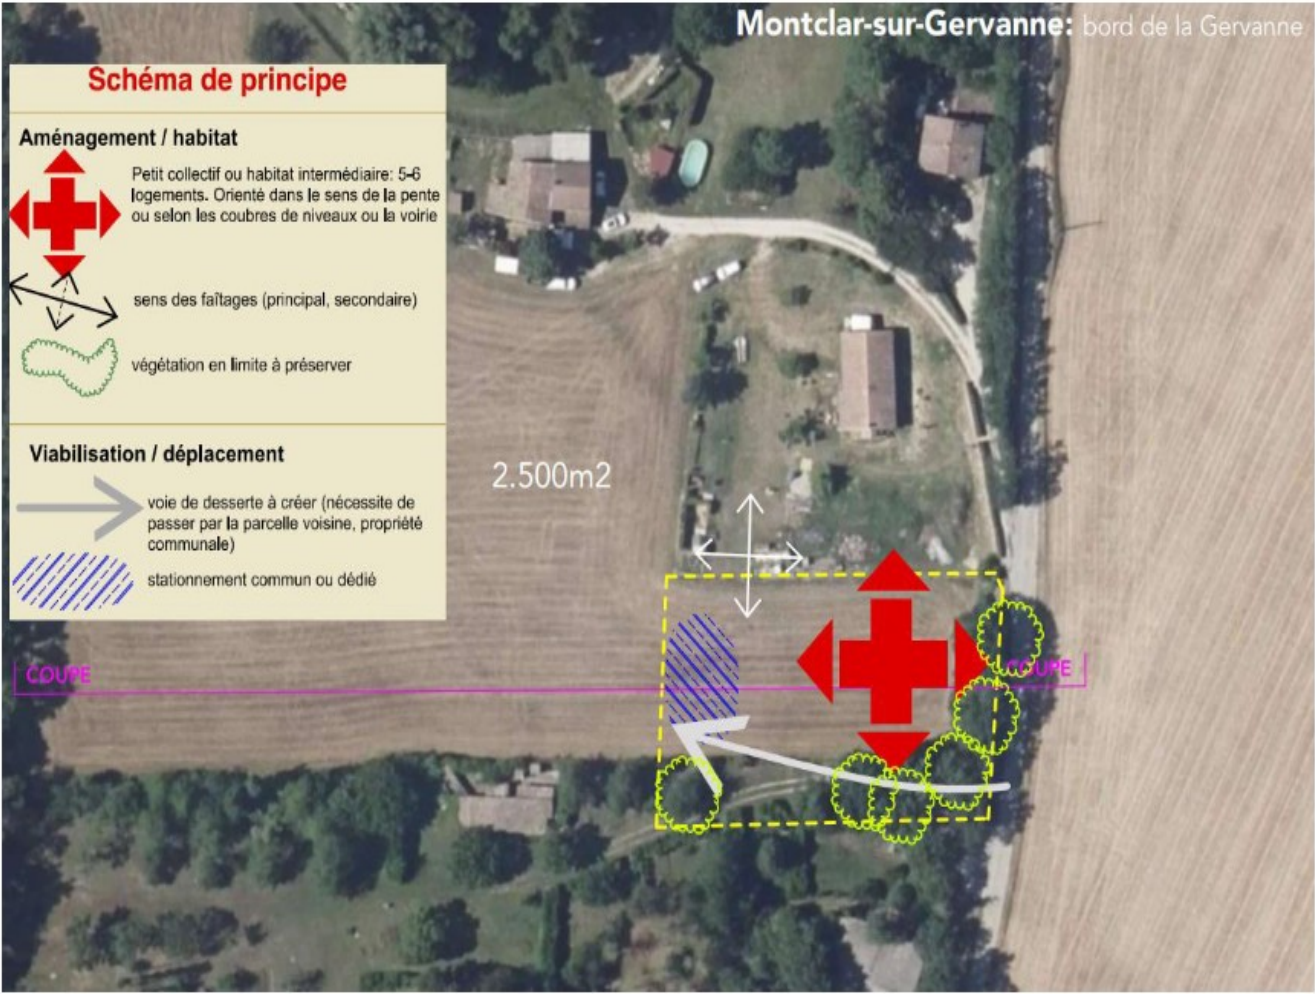 Montclar-sur-Gervanne: bord de la Gervanne
Schéma de principe
Aménagement / habitat
Petit collectif ou habitat intermédiaire: 5-6
logements. Orienté dans le sens de la pente
ou selon les coubres de niveaux ou la voirie
sens des faîtages (principal, secondaire)
végétation en limite à préserver
Viabilisation / déplacement
voie de desserte à créer (nécessite de
passer par la parcelle voisine, propriété
communale)
stationnement commun ou dédié
2.500m2
COUPE
COUPE